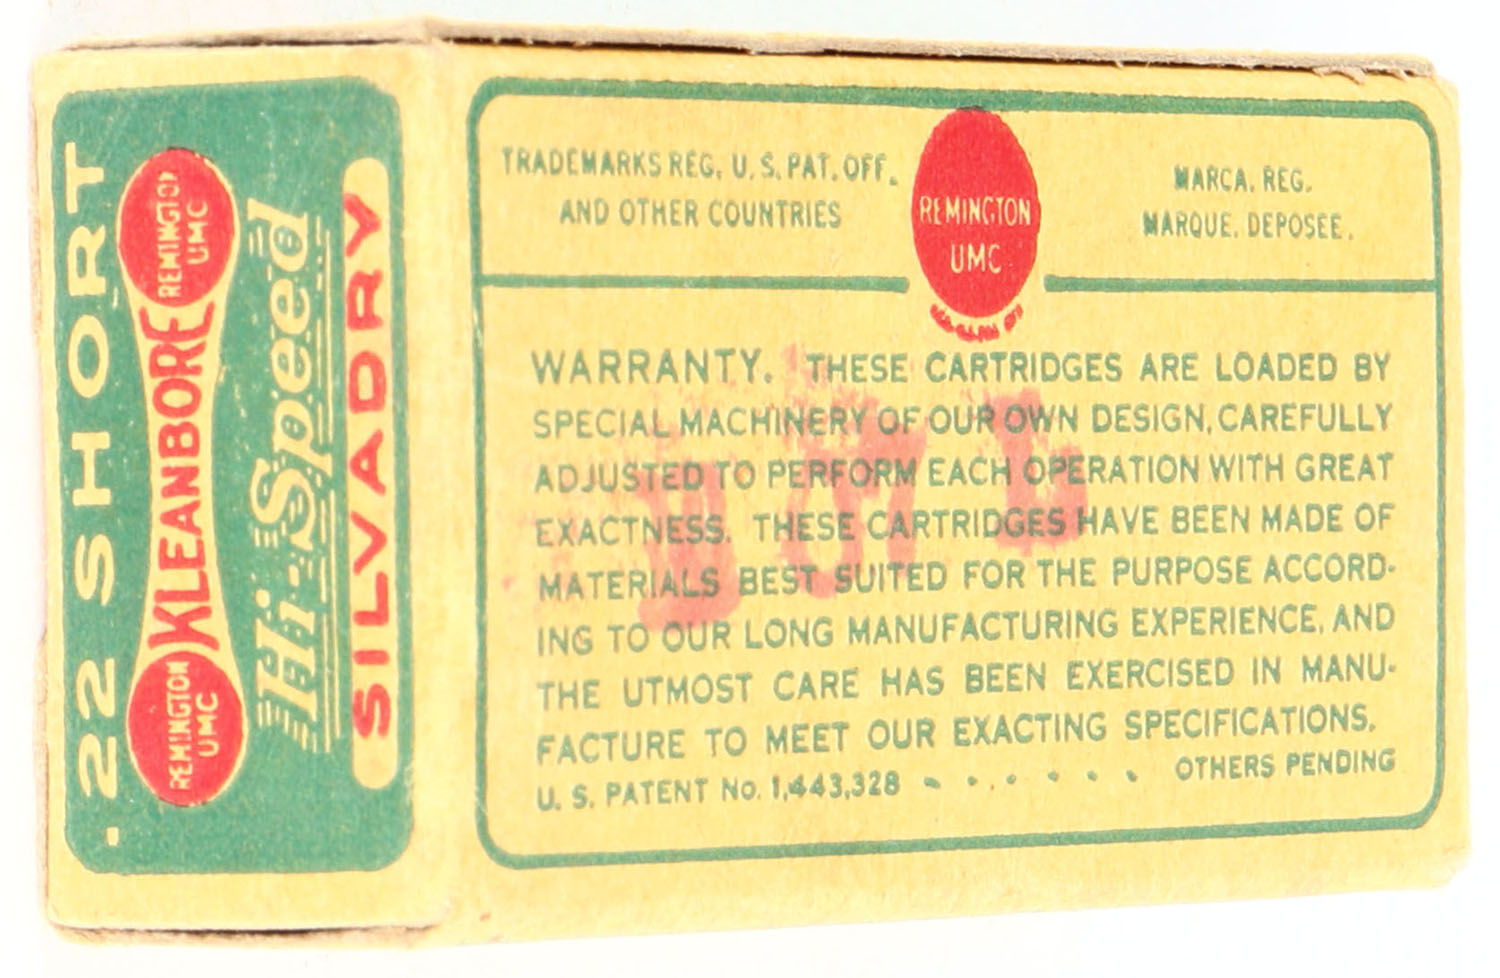 .22 SHORT
REMINGTON
UMC
KLEANBORE
REMINGTON
UMC
Hi-Speed
SILVADRY
TRADEMARKS REG. U. S. PAT. OFF.
AND OTHER COUNTRIES
REMINGTON
UMC
MARCA. REG.
MARQUE. DEPOSÉE.
WARRANTY. THESE CARTRIDGES ARE LOADED BY
SPECIAL MACHINERY OF OUR OWN DESIGN, CAREFULLY
ADJUSTED TO PERFORM EACH OPERATION WITH GREAT
EXACTNESS. THESE CARTRIDGES HAVE BEEN MADE OF
MATERIALS BEST SUITED FOR THE PURPOSE ACCORD-
ING TO OUR LONG MANUFACTURING EXPERIENCE, AND
THE UTMOST CARE HAS BEEN EXERCISED IN MANU-
FACTURE TO MEET OUR EXACTING SPECIFICATIONS.
U. S. PATENT No. 1,443,328 - . . . . . . OTHERS PENDING